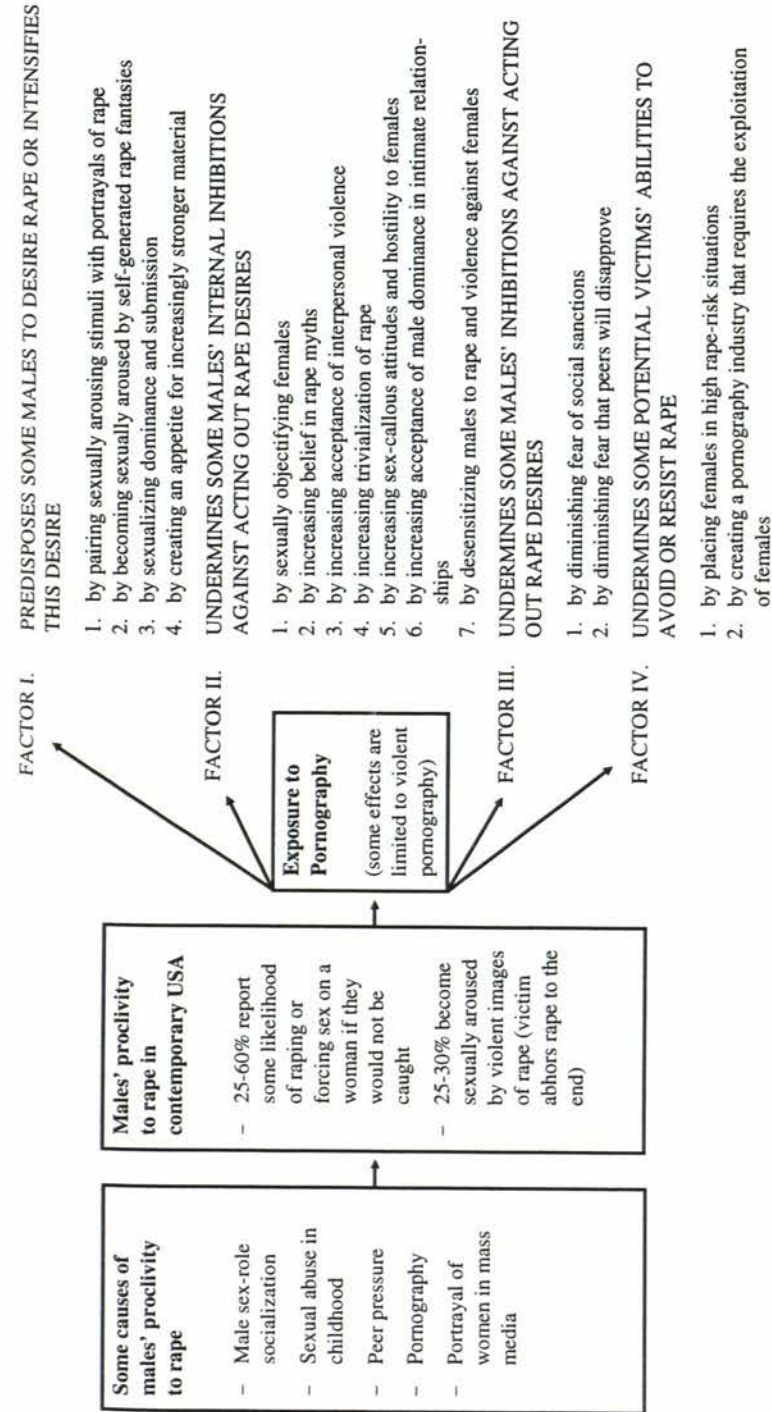 Some causes of
males' proclivity
to rape
– Male sex-role
socialization
– Sexual abuse in
childhood
– Peer pressure
– Pornography
– Portrayal of
women in mass
media
Males' proclivity
to rape in
contemporary USA
– 25-60% report
some likelihood
of raping or
forcing sex on a
woman if they
would not be
caught
– 25-30% become
sexually aroused
by violent images
of rape (victim
abhors rape to the
end)
Exposure to
Pornography
(some effects are
limited to violent
pornography)
FACTOR I. PREDISPOSES SOME MALES TO DESIRE RAPE OR INTENSIFIES
THIS DESIRE
1. by pairing sexually arousing stimuli with portrayals of rape
2. by becoming sexually aroused by self-generated rape fantasies
3. by sexualizing dominance and submission
4. by creating an appetite for increasingly stronger material
FACTOR II. UNDERMINES SOME MALES' INTERNAL INHIBITIONS
AGAINST ACTING OUT RAPE DESIRES
1. by sexually objectifying females
2. by increasing belief in rape myths
3. by increasing acceptance of interpersonal violence
4. by increasing trivialization of rape
5. by increasing sex-callous attitudes and hostility to females
6. by increasing acceptance of male dominance in intimate relation-
ships
7. by desensitizing males to rape and violence against females
FACTOR III. UNDERMINES SOME MALES' INHIBITIONS AGAINST ACTING
OUT RAPE DESIRES
1. by diminishing fear of social sanctions
2. by diminishing fear that peers will disapprove
FACTOR IV. UNDERMINES SOME POTENTIAL VICTIMS' ABILITIES TO
AVOID OR RESIST RAPE
1. by placing females in high rape-risk situations
2. by creating a pornography industry that requires the exploitation
of females